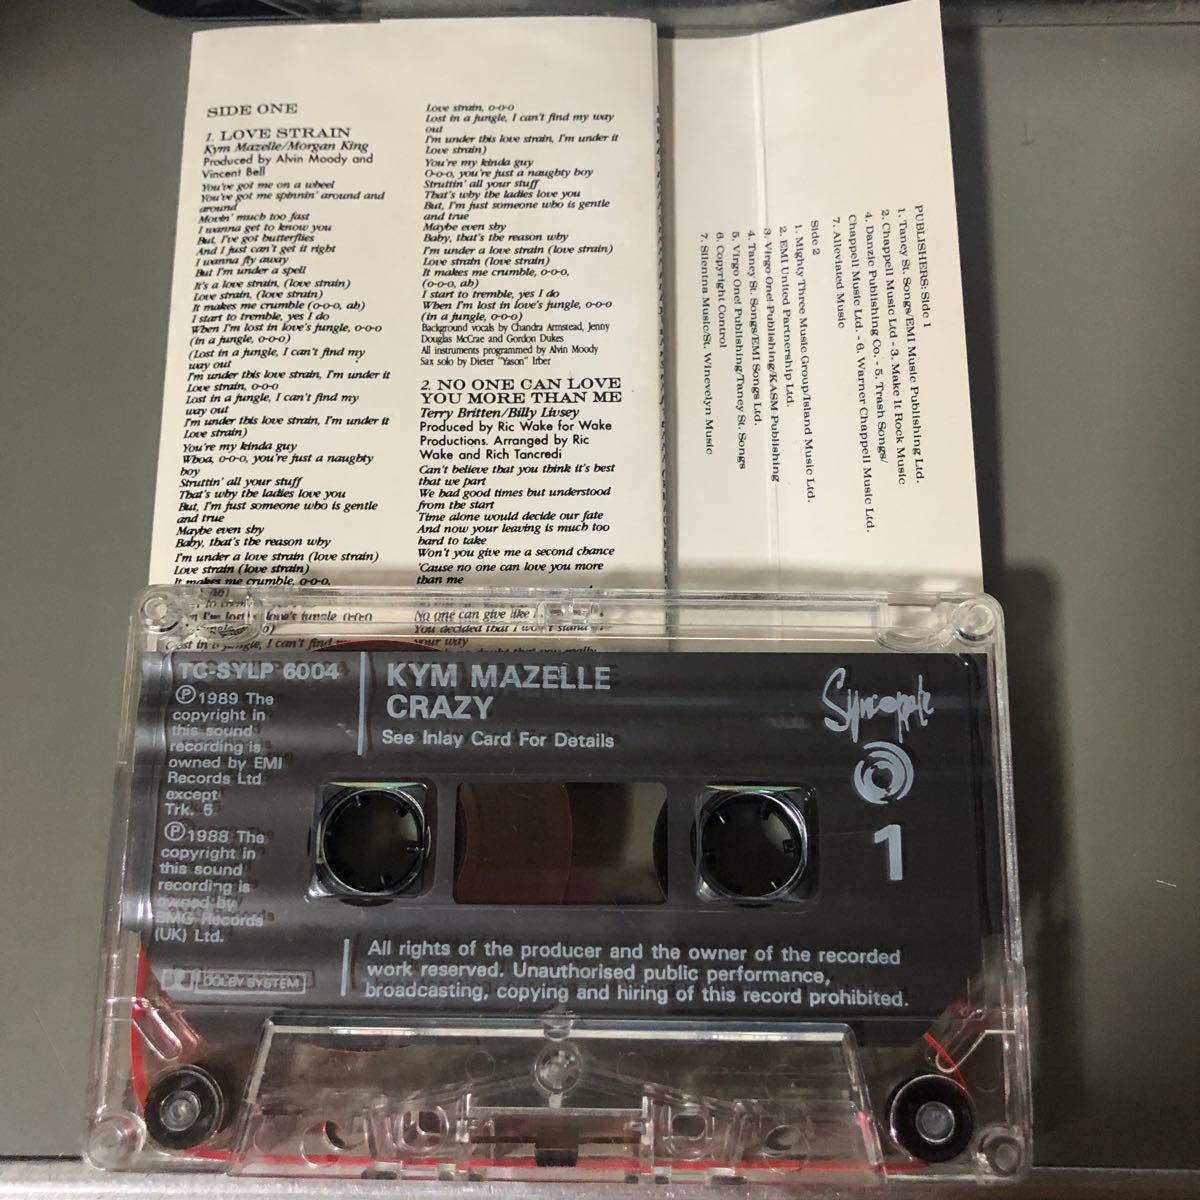 SIDE ONE
1. LOVE STRAIN
Kym Mazelle/Morgan King
Produced by Alvin Moody and
Vincent Bell
You've got me on a wheel
You've got me spinnin' around and
around
Movin' much too fast
I wanna get to know you
But, I've got butterflies
And I just can't get it right
I wanna fly away
But I'm under a spell
It's a love strain, (love strain)
Love strain, (love strain)
It makes me crumble (o-o-o, ah)
I start to tremble, yes I do
When I'm lost in love's jungle, o-o-o
(in a jungle, o-o-o)
(Lost in a jungle, I can't find my
way out
I'm under this love strain, I'm under it
Love strain, o-o-o
Lost in a jungle, I can't find my
way out
I'm under this love strain, I'm under it
Love strain)
You're my kinda guy
Whoa, o-o-o, you're just a naughty
boy
Struttin' all your stuff
That's why the ladies love you
But, I'm just someone who is gentle
and true
Maybe even shy
Baby, that's the reason why
I'm under a love strain (love strain)
Love strain (love strain)
It makes me crumble, o-o-o,
Love strain, o-o-o
Lost in a jungle, I can't find my way
out
I'm under this love strain, I'm under it
Love strain)
You're my kinda guy
O-o-o, you're just a naughty boy
Struttin' all your stuff
That's why the ladies love you
But, I'm just someone who is gentle
and true
Maybe even shy
Baby, that's the reason why
I'm under a love strain (love strain)
Love strain (love strain)
It makes me crumble, o-o-o,
(o-o-o, ah)
I start to tremble, yes I do
When I'm lost in love's jungle, o-o-o
(in a jungle, o-o-o)
Background vocals by Chandra Armstead, Jenny
Douglas McCrae and Gordon Dukes
All instruments programmed by Alvin Moody
Sax solo by Dieter "Yason" Irber
2. NO ONE CAN LOVE
YOU MORE THAN ME
Terry Britten/Billy Livsey
Produced by Ric Wake for Wake
Productions. Arranged by Ric
Wake and Rich Tancredi
Can't believe that you think it's best
that we part
We had good times but understood
from the start
Time alone would decide our fate
And now your leaving is much too
hard to take
Won't you give me a second chance
'Cause no one can love you more
than me
No one can give like
You decided that I won't stand
your way
PUBLISHERS: Side 1
1. Taney St. Songs/EMI Music Publishing Ltd.
2. Chappell Music Ltd - 3. Make It Rock Music
4. Danzic Publishing Co. - 5. Trash Songs/
Chappell Music Ltd. - 6. Warner Chappell Music Ltd.
7. Alleviated Music
Side 2
1. Mighty Three Music Group/Island Music Ltd.
2. EMI United Partnership Ltd.
3. Virgo One! Publishing/KASM Publishing
4. Taney St. Songs/EMI Songs Ltd.
5. Virgo One! Publishing/Taney St. Songs
6. Copyright Control
7. Silentna Music/St. Winevelyn Music
TC-SYLP 6004
Ⓟ1989 The
copyright in
this sound
recording is
owned by EMI
Records Ltd
except
Trk. 5
Ⓟ1988 The
copyright in
this sound
recording is
owned by
BMG Records
(UK) Ltd.
DOLBY SYSTEM
KYM MAZELLE
CRAZY
See Inlay Card For Details
Syncopate
1
All rights of the producer and the owner of the recorded
work reserved. Unauthorised public performance,
broadcasting, copying and hiring of this record prohibited.